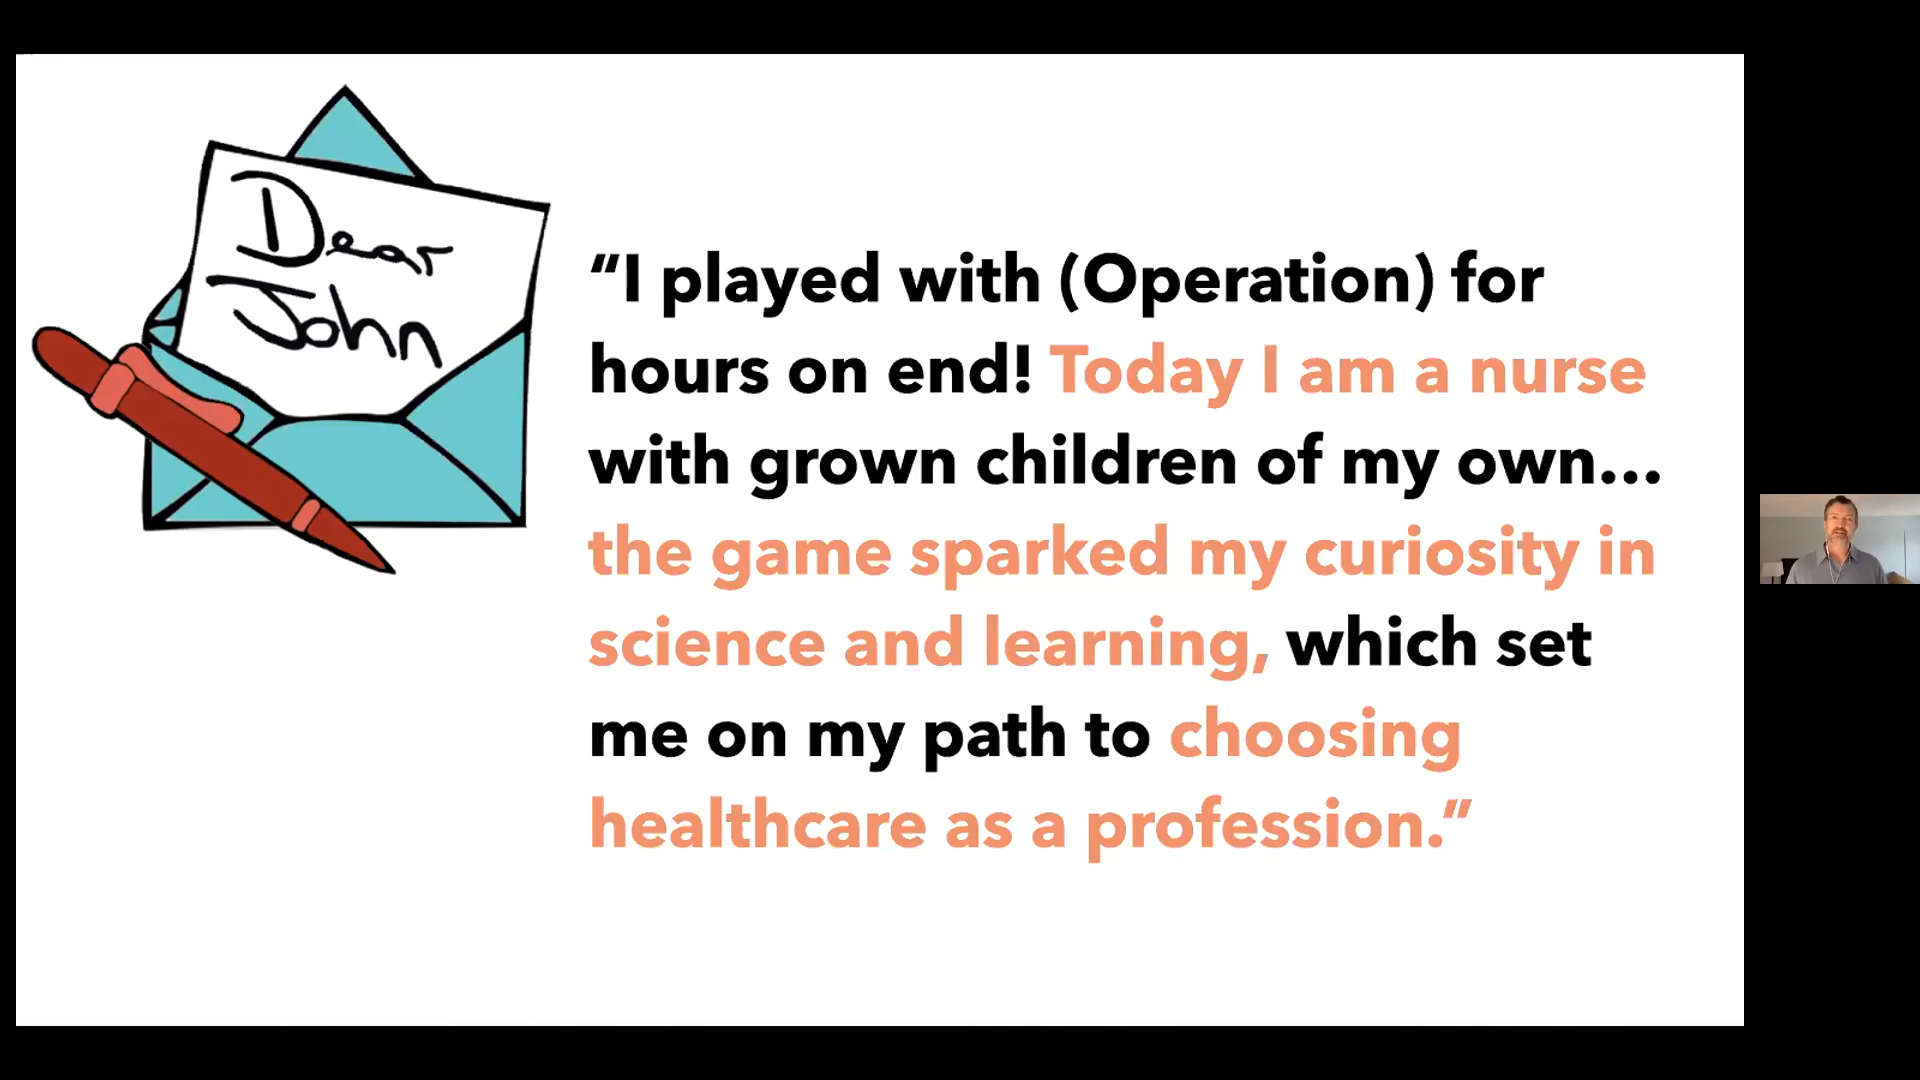 Dear
John
“I played with (Operation) for
hours on end! Today I am a nurse
with grown children of my own...
the game sparked my curiosity in
science and learning, which set
me on my path to choosing
healthcare as a profession.”